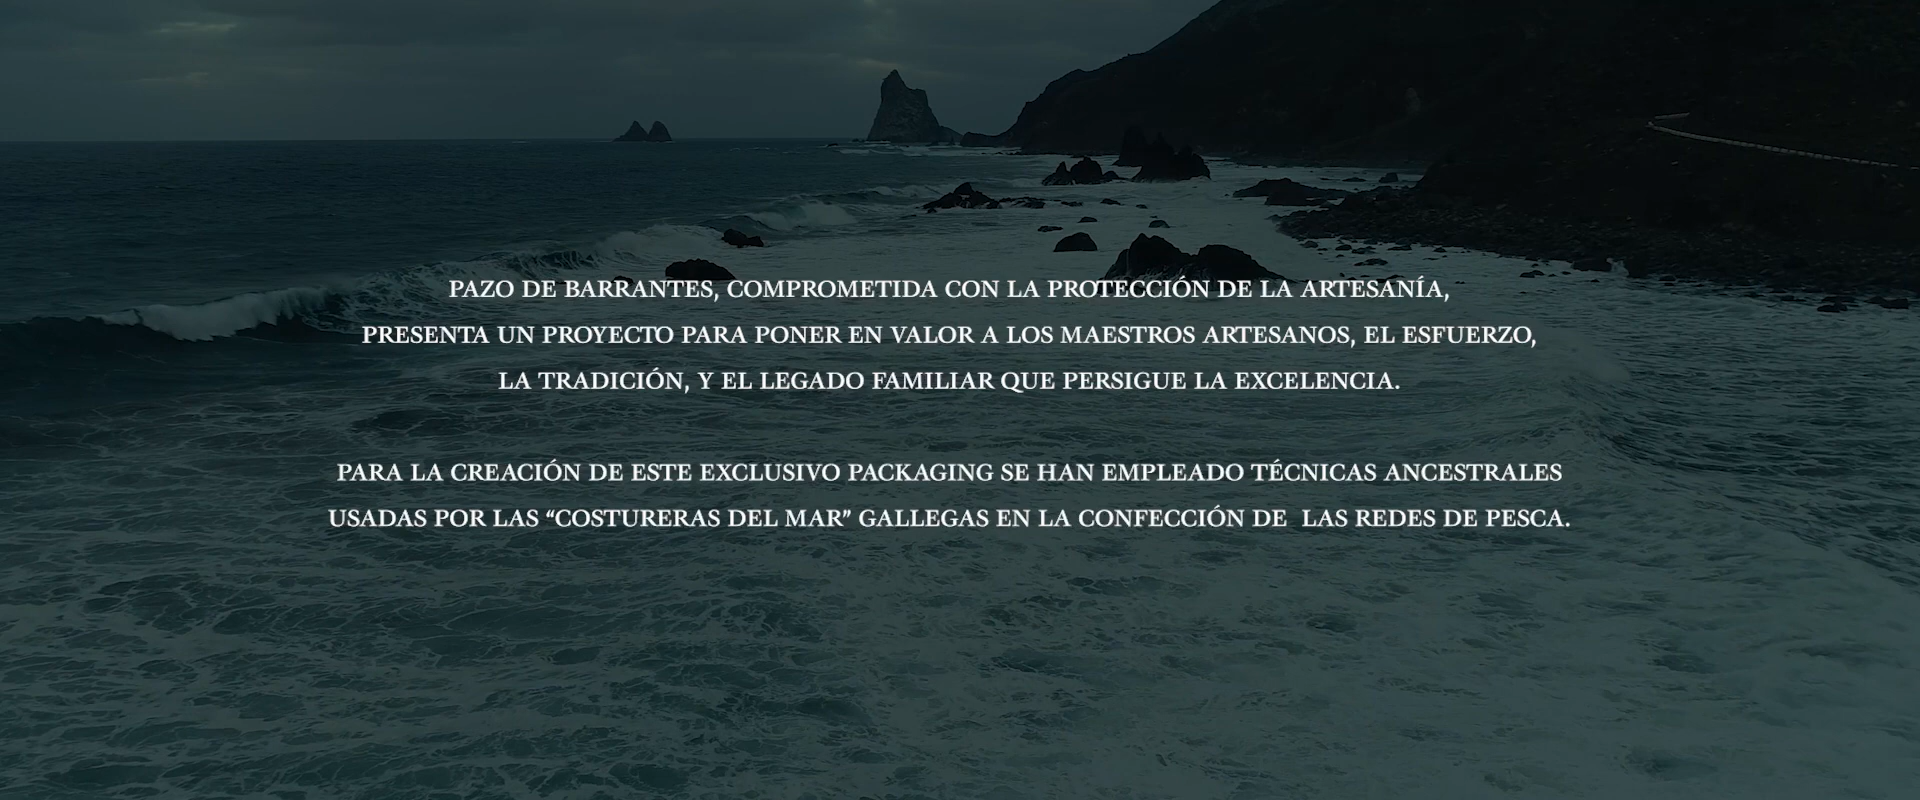 PAZO DE BARRANTES, COMPROMETIDA CON LA PROTECCIÓN DE LA ARTESANÍA,
PRESENTA UN PROYECTO PARA PONER EN VALOR A LOS MAESTROS ARTESANOS, EL ESFUERZO,
LA TRADICIÓN, Y EL LEGADO FAMILIAR QUE PERSIGUE LA EXCELENCIA.
PARA LA CREACIÓN DE ESTE EXCLUSIVO PACKAGING SE HAN EMPLEADO TÉCNICAS ANCESTRALES
USADAS POR LAS “COSTURERAS DEL MAR” GALLEGAS EN LA CONFECCIÓN DE  LAS REDES DE PESCA.